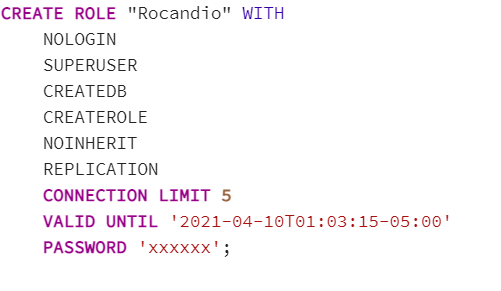 CREATE ROLE "Rocandio" WITH
NOLOGIN
SUPERUSER
CREATEDB
CREATEROLE
NOINHERIT
REPLICATION
CONNECTION LIMIT 5
VALID UNTIL '2021-04-10T01:03:15-05:00'
PASSWORD 'xxxxxx';